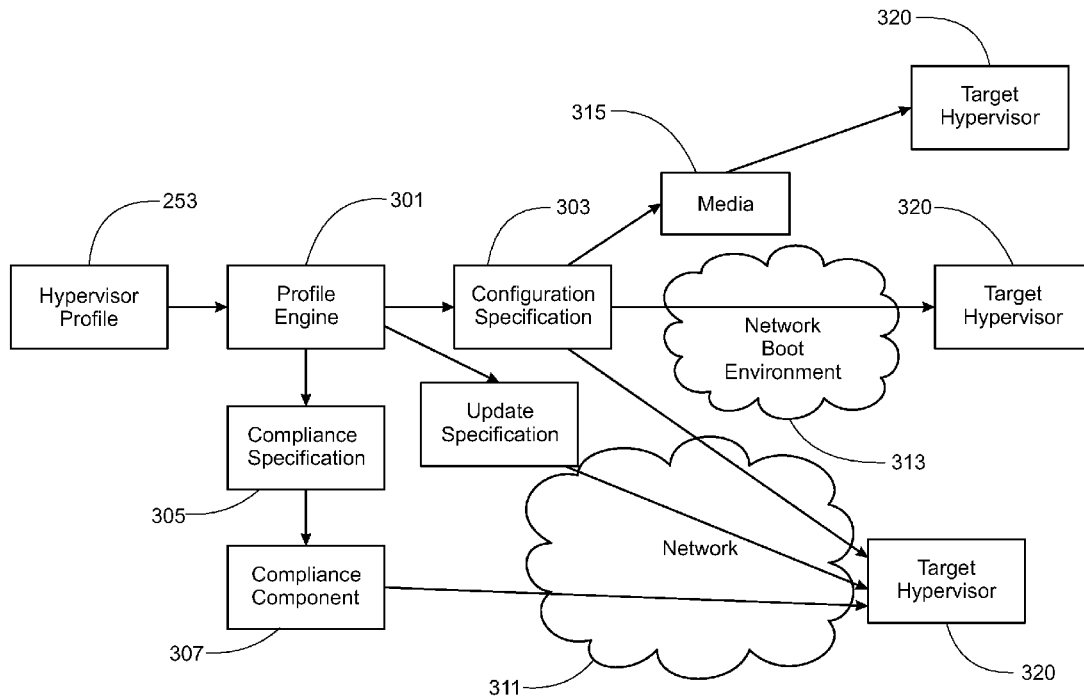 320
Target
Hypervisor
315
Media
253
301
303
320
Hypervisor
Profile
Profile
Engine
Configuration
Specification
Network
Boot
Environment
Target
Hypervisor
Update
Specification
Compliance
Specification
313
305
Network
Compliance
Component
Target
Hypervisor
307
311
320